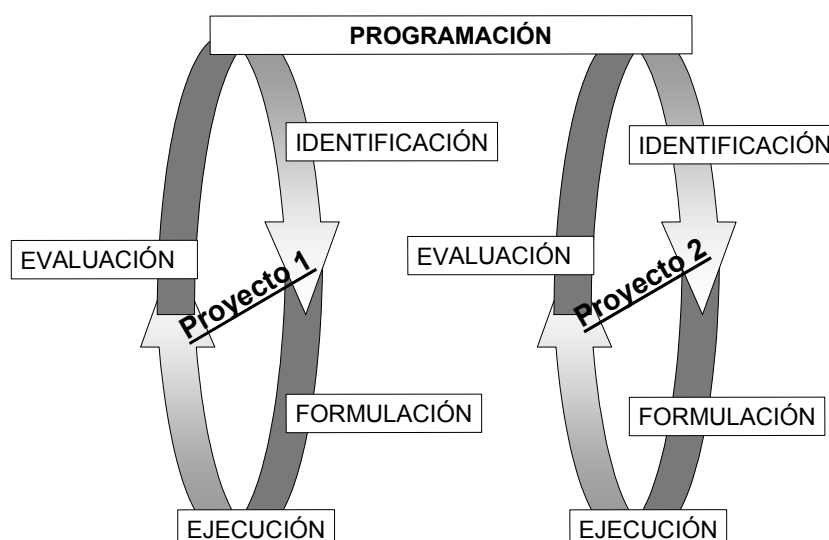 PROGRAMACIÓN
IDENTIFICACIÓN
IDENTIFICACIÓN
EVALUACIÓN
Proyecto 1
EVALUACIÓN
Proyecto 2
FORMULACIÓN
FORMULACIÓN
EJECUCIÓN
EJECUCIÓN